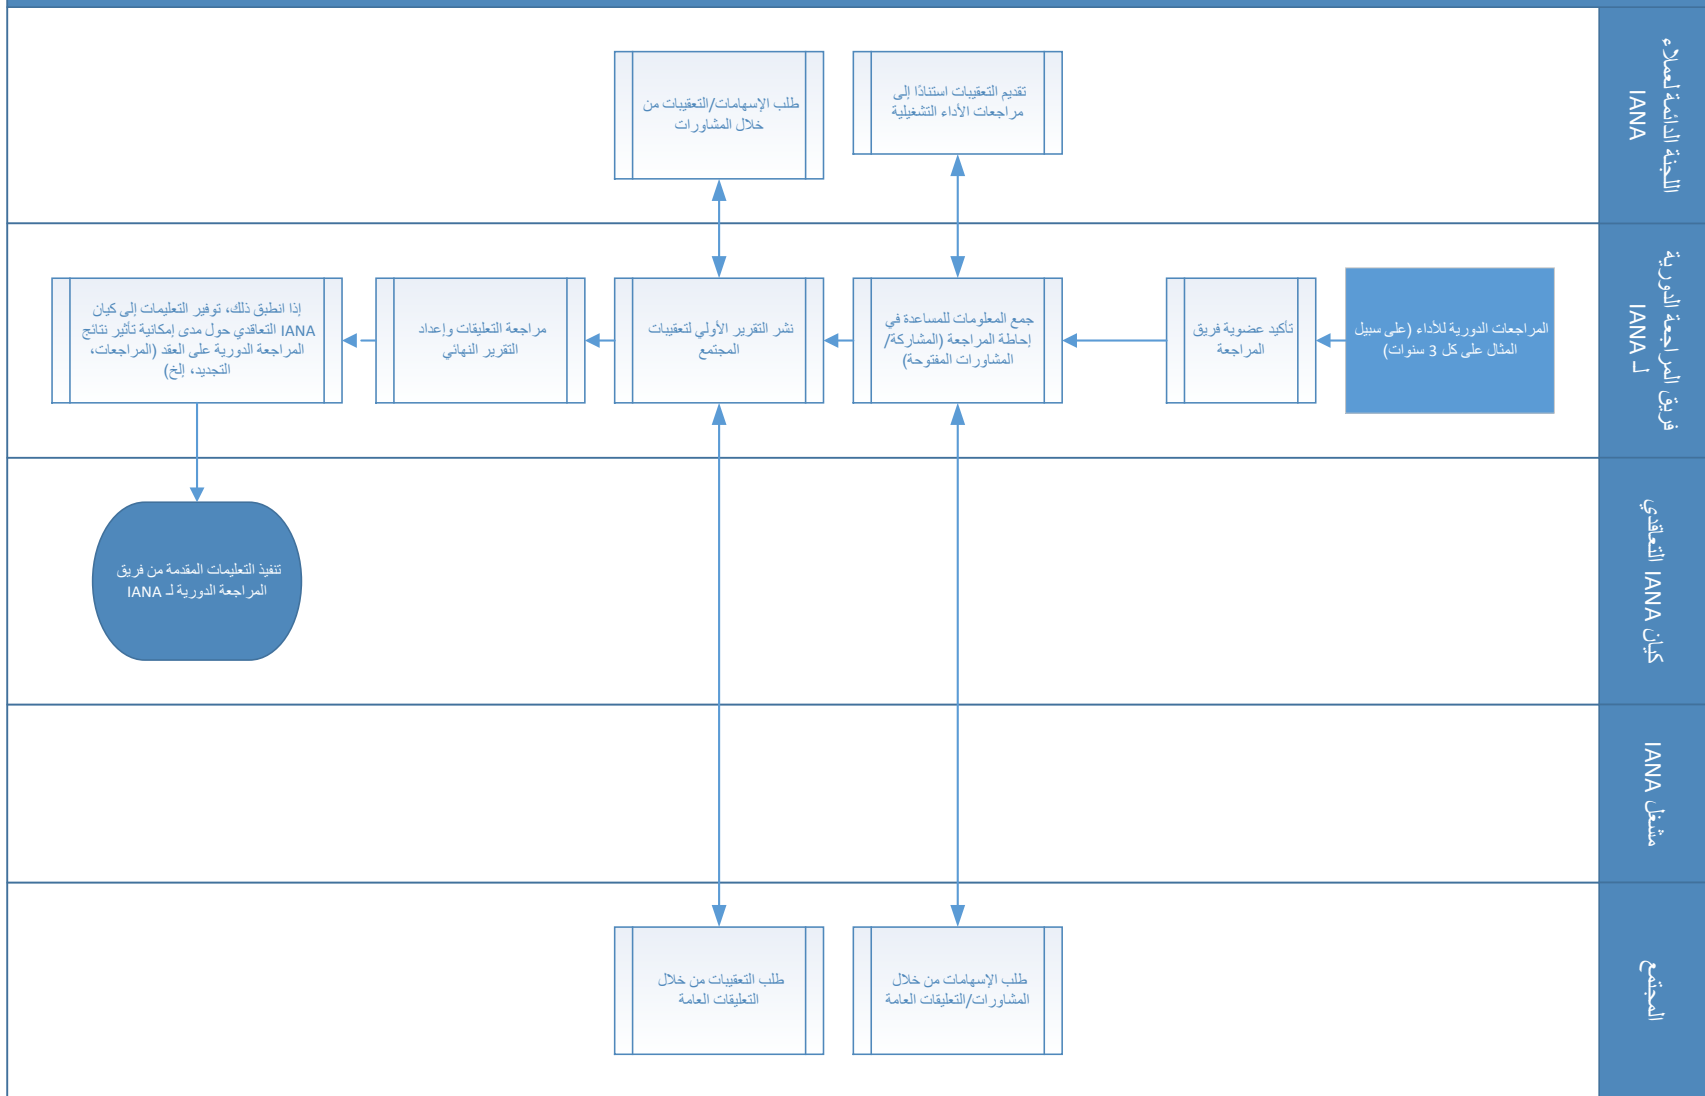 اللجنة الدائمة لعملاء
IANA
تقديم التعقيبات استنادًا إلى
مراجعات الأداء التشغيلية
طلب الإسهامات/التعقيبات من
خلال المشاورات
فريق المراجعة الدورية
لـ IANA
المراجعات الدورية للأداء (على سبيل
المثال على كل 3 سنوات)
تأكيد عضوية فريق
المراجعة
جمع المعلومات للمساعدة في
إحاطة المراجعة (المشاركة/
المشاورات المفتوحة)
نشر التقرير الأولي لتعقيبات
المجتمع
مراجعة التعليقات وإعداد
التقرير النهائي
إذا انطبق ذلك، توفير التعليمات إلى كيان
IANA التعاقدي حول مدى إمكانية تأثير نتائج
المراجعة الدورية على العقد (المراجعات،
التجديد، إلخ)
كيان IANA التعاقدي
تنفيذ التعليمات المقدمة من فريق
المراجعة الدورية لـ IANA
مشغل IANA
المجتمع
طلب الإسهامات من خلال
المشاورات/التعليقات العامة
طلب التعقيبات من خلال
التعليقات العامة